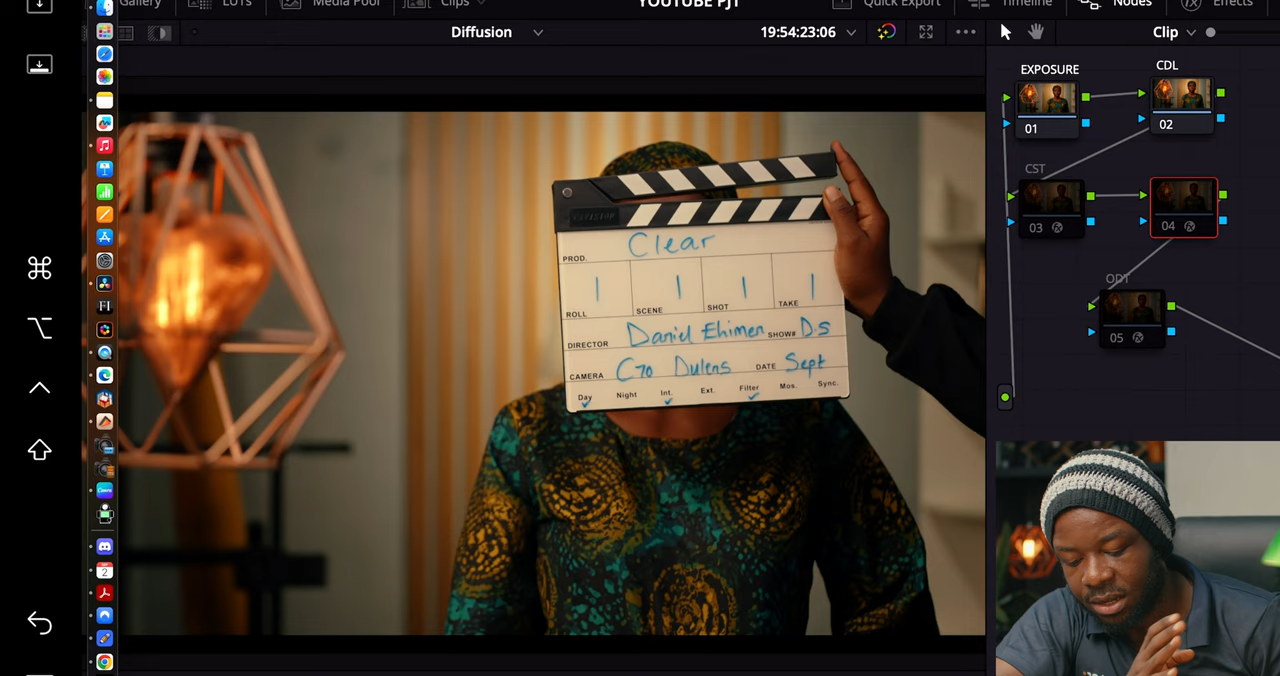 Gallery LUTs Media Pool Clips YOUTUBE PJT Quick Export Timeline Nodes Effects
Diffusion 19:54:23:06 Clip
EXPOSURE CDL
01 02
CST
03 04
ODT
05
PROD. Clear
1 1 1 1
ROLL SCENE SHOT TAKE
DIRECTOR Daniel Ehimen SHOW# D.S
CAMERA C70 Dulens DATE Sept
Day Night Int. Ext. Filter Mos. Sync.
2